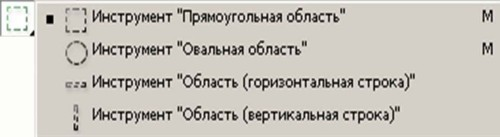 Инструмент "Прямоугольная область" M
Инструмент "Овальная область" M
Инструмент "Область (горизонтальная строка)"
Инструмент "Область (вертикальная строка)"